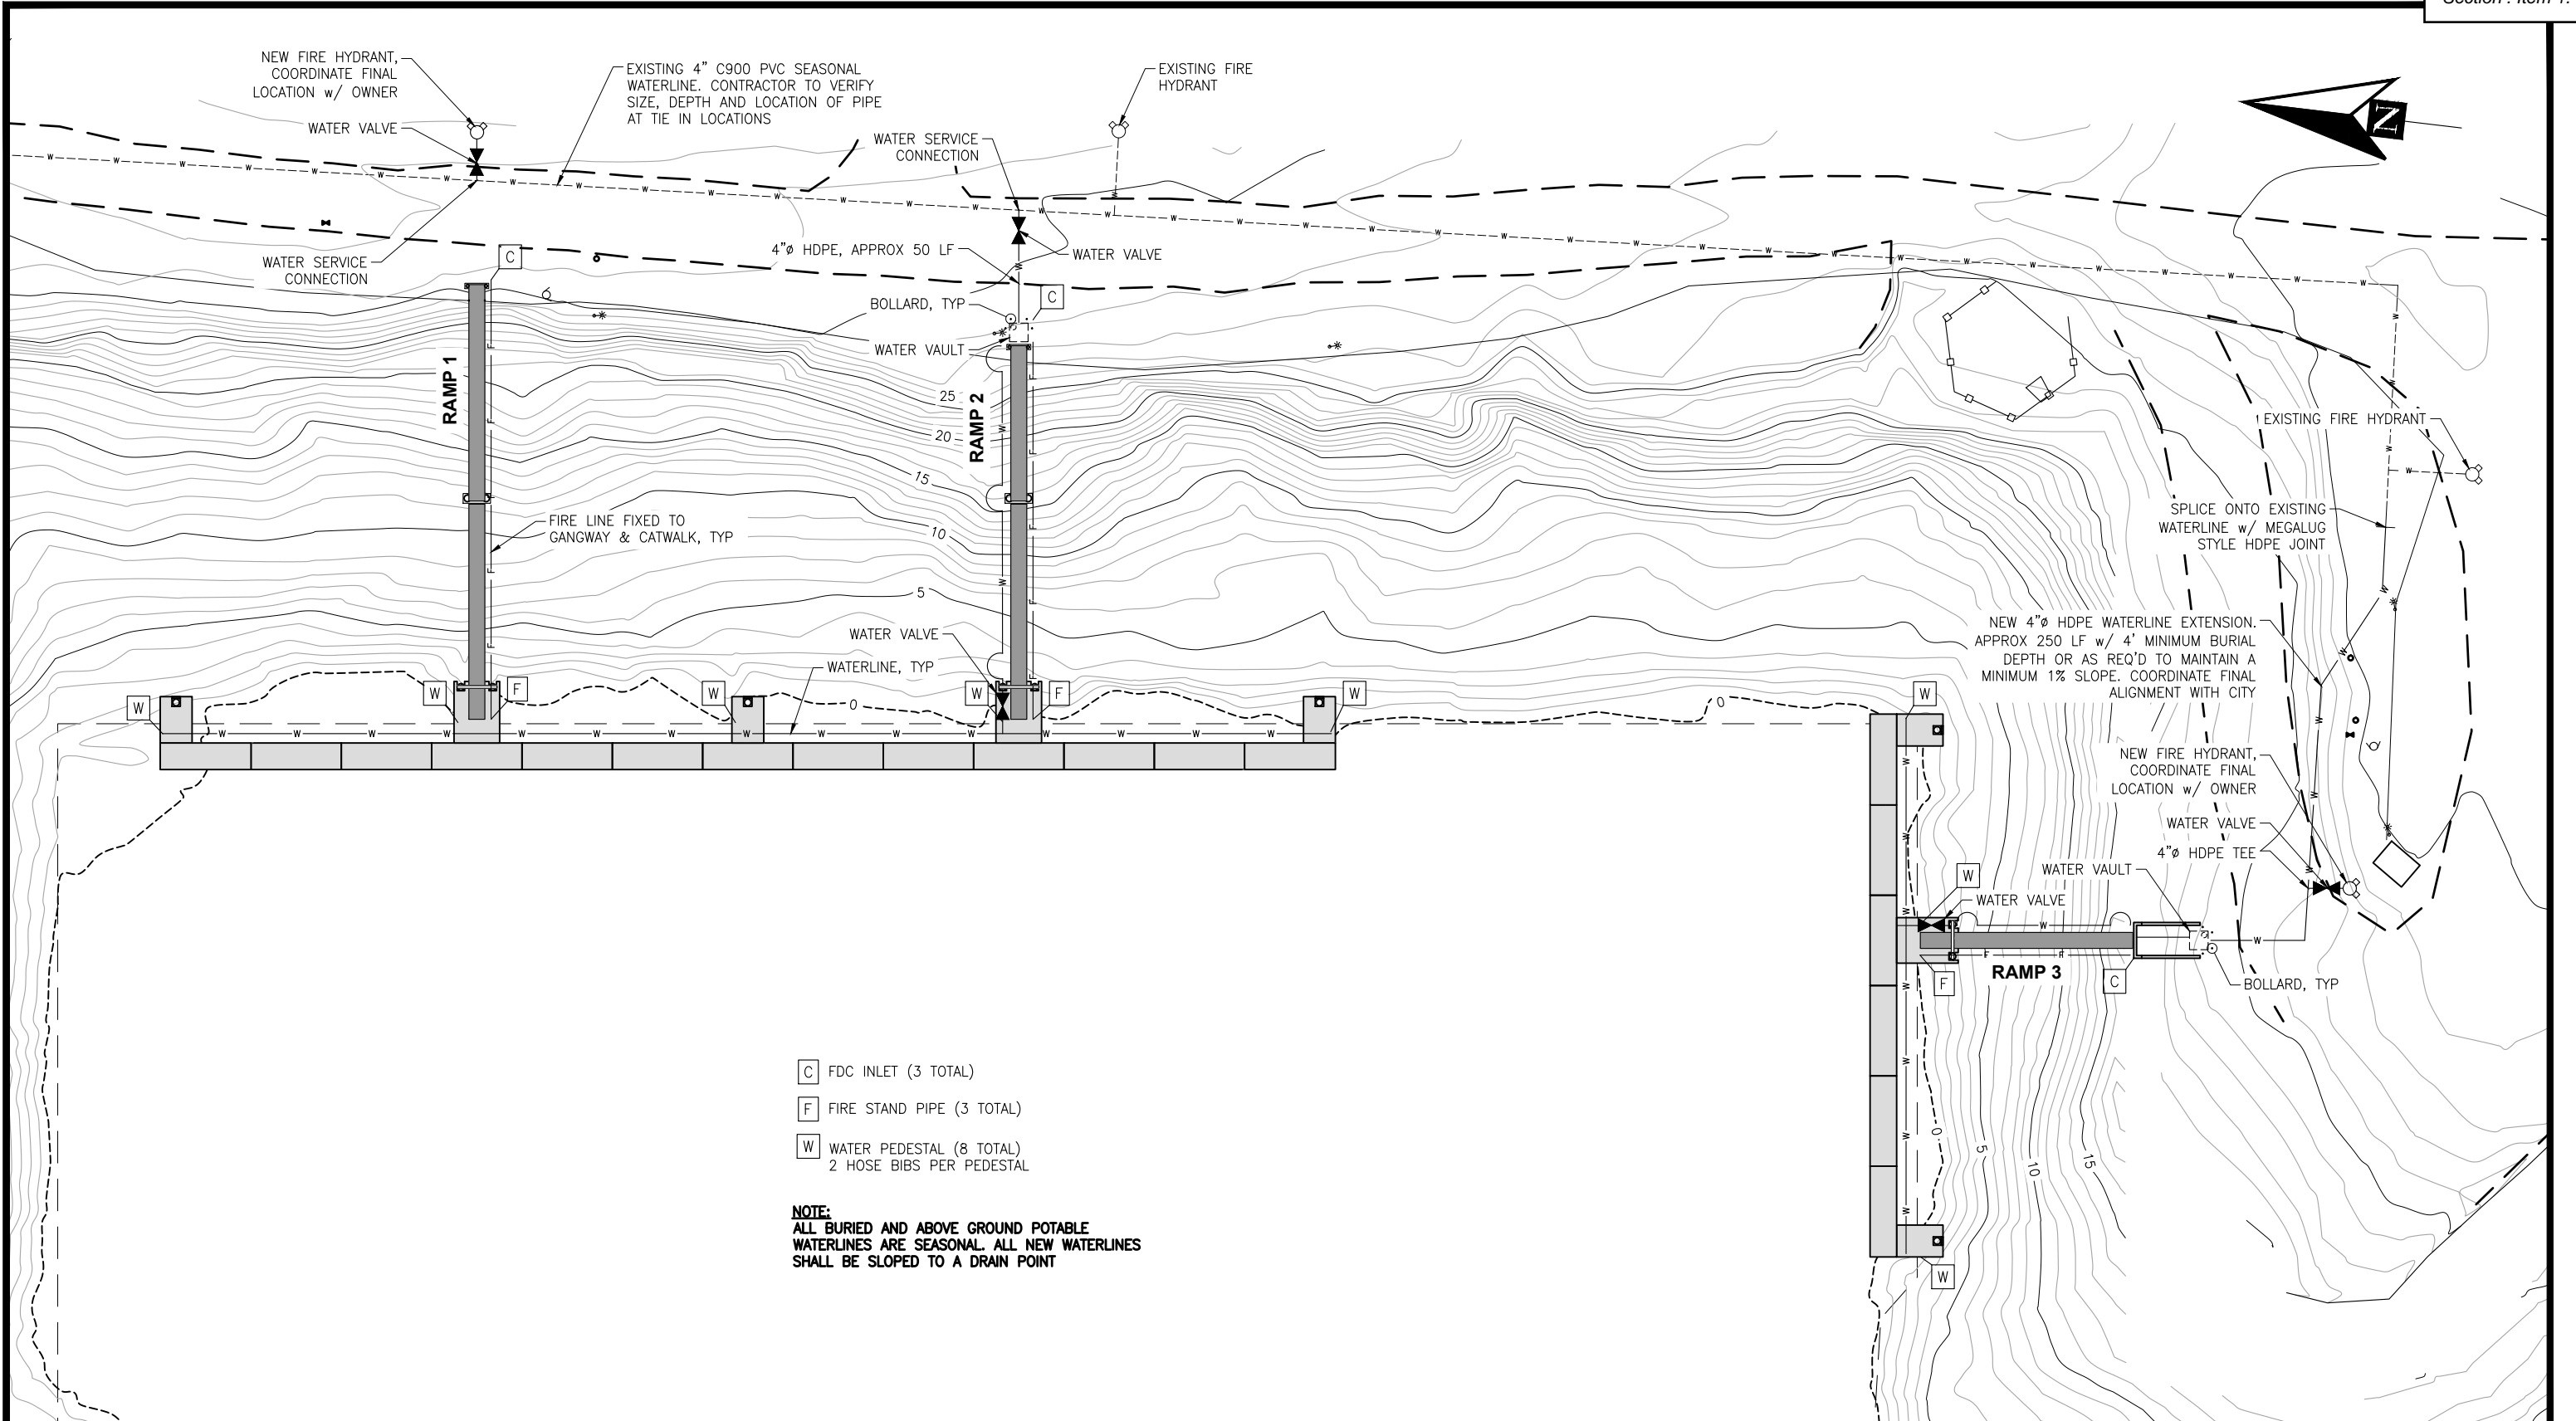 NEW FIRE HYDRANT,
COORDINATE FINAL
LOCATION w/ OWNER
WATER VALVE
EXISTING 4" C900 PVC SEASONAL
WATERLINE. CONTRACTOR TO VERIFY
SIZE, DEPTH AND LOCATION OF PIPE
AT TIE IN LOCATIONS
EXISTING FIRE
HYDRANT
WATER SERVICE
CONNECTION
N
WATER SERVICE
CONNECTION
C
4"ø HDPE, APPROX 50 LF
WATER VALVE
BOLLARD, TYP
C
WATER VAULT
RAMP 1
RAMP 2
25
20
15
10
5
FIRE LINE FIXED TO
GANGWAY & CATWALK, TYP
EXISTING FIRE HYDRANT
SPLICE ONTO EXISTING
WATERLINE w/ MEGALUG
STYLE HDPE JOINT
NEW 4"ø HDPE WATERLINE EXTENSION.
APPROX 250 LF w/ 4' MINIMUM BURIAL
DEPTH OR AS REQ'D TO MAINTAIN A
MINIMUM 1% SLOPE. COORDINATE FINAL
ALIGNMENT WITH CITY
WATER VALVE
WATERLINE, TYP
W
W
F
W
W
F
W
W
0
0
NEW FIRE HYDRANT,
COORDINATE FINAL
LOCATION w/ OWNER
WATER VALVE
4"ø HDPE TEE
WATER VAULT
W
WATER VALVE
RAMP 3
F
C
BOLLARD, TYP
0
5
10
15
W
C FDC INLET (3 TOTAL)
F FIRE STAND PIPE (3 TOTAL)
W WATER PEDESTAL (8 TOTAL)
2 HOSE BIBS PER PEDESTAL
NOTE:
ALL BURIED AND ABOVE GROUND POTABLE
WATERLINES ARE SEASONAL. ALL NEW WATERLINES
SHALL BE SLOPED TO A DRAIN POINT